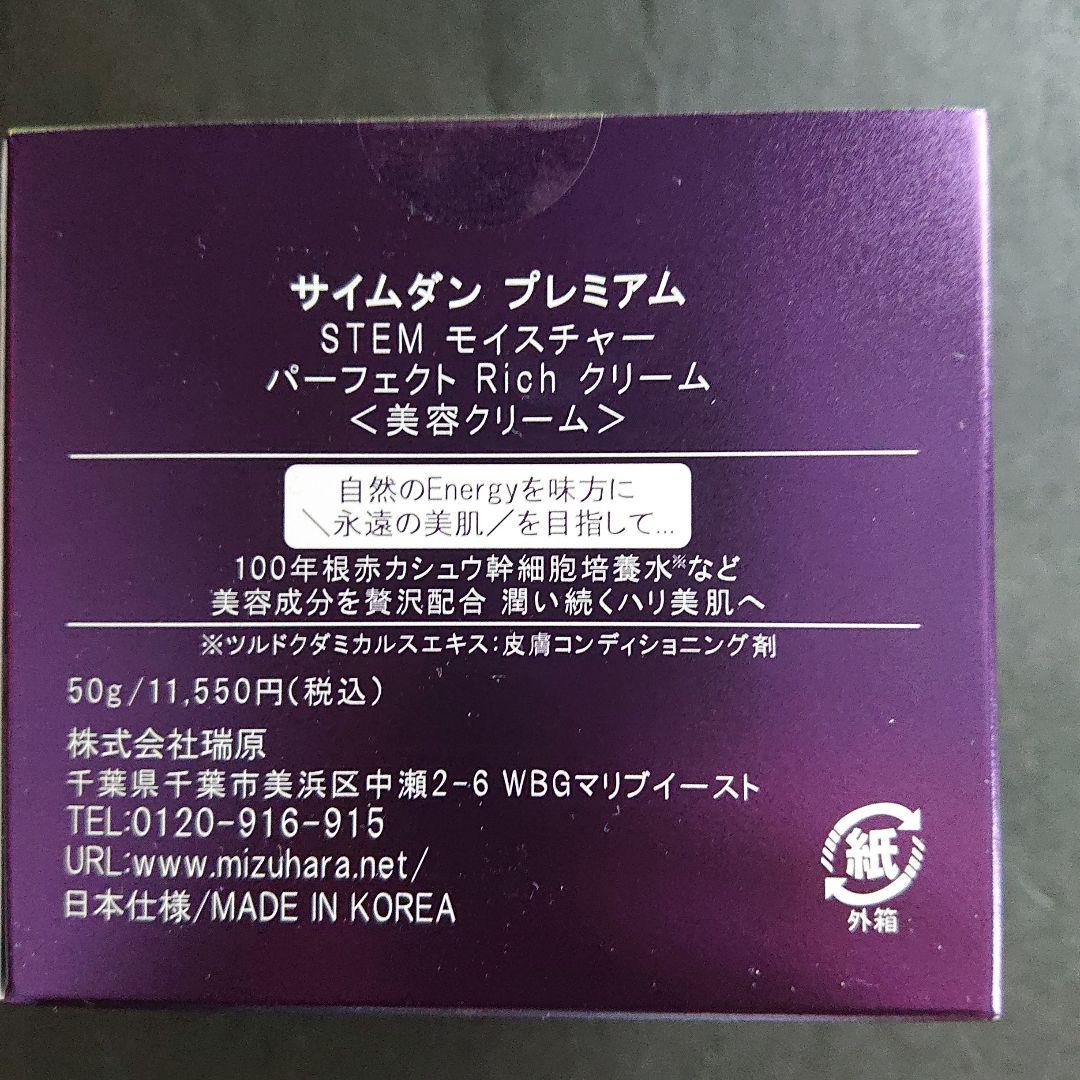 サイムダン プレミアム
STEM モイスチャー
パーフェクト Rich クリーム
＜美容クリーム＞
自然のEnergyを味方に
＼永遠の美肌／を目指して...
100年根赤カシュウ幹細胞培養水※など
美容成分を贅沢配合 潤い続くハリ美肌へ
※ツルドクダミカルスエキス:皮膚コンディショニング剤
50g/11,550円(税込)
株式会社瑞原
千葉県千葉市美浜区中瀬2-6 WBGマリブイースト
TEL:0120-916-915
URL:www.mizuhara.net/
日本仕様/MADE IN KOREA
紙
外箱